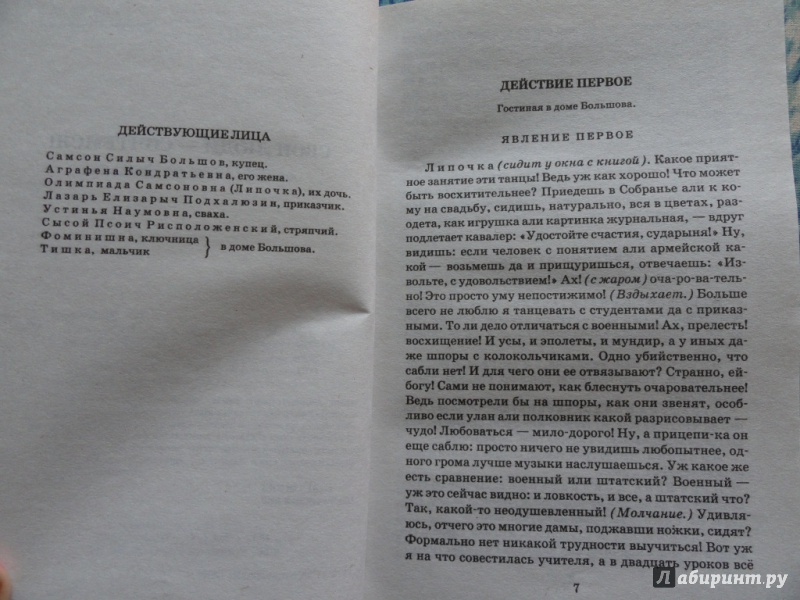 ДЕЙСТВУЮЩИЕ ЛИЦА
Самсон Силыч Большов, купец.
Аграфена Кондратьевна, его жена.
Олимпиада Самсоновна (Липочка), их дочь.
Лазарь Елизарыч Подхалюзин, приказчик.
Устинья Наумовна, сваха.
Сысой Псоич Рисположенский, стряпчий.
Фоминишна, ключница
Тишка, мальчик } в доме Большова.
ДЕЙСТВИЕ ПЕРВОЕ
Гостиная в доме Большова.
ЯВЛЕНИЕ ПЕРВОЕ
Липочка (сидит у окна с книгой). Какое прият-
ное занятие эти танцы! Ведь уж как хорошо! Что может
быть восхитительнее? Приедешь в Собранье али к ко-
му на свадьбу, сидишь, натурально, вся в цветах, раз-
одета, как игрушка али картинка журнальная, — вдруг
подлетает кавалер: «Удостойте счастия, сударыня!» Ну,
видишь: если человек с понятием али армейской ка-
кой — возьмешь да и прищуришься, отвечаешь: «Из-
вольте, с удовольствием!» Ах! (с жаром) оча-ро-ва-тель-
но! Это просто уму непостижимо! (Вздыхает.) Больше
всего не люблю я танцевать с студентами да с приказ-
ными. То ли дело отличаться с военными! Ах, прелесть!
восхищение! И усы, и эполеты, и мундир, а у иных да-
же шпоры с колокольчиками. Одно убийственно, что
сабли нет! И для чего они ее отвязывают? Странно, ей-
богу! Сами не понимают, как блеснуть очаровательнее!
Ведь посмотрели бы на шпоры, как они звенят, особ-
ливо если улан али полковник какой разрисовывает —
чудо! Любоваться — мило-дорого! Ну, а прицепи-ка он
еще саблю: просто ничего не увидишь любопытнее, од-
ного грома лучше музыки наслушаешься. Уж какое же
есть сравнение: военный или штатский? Военный —
уж это сейчас видно: и ловкость, и все, а штатский что?
Так, какой-то неодушевленный! (Молчание.) Удивля-
юсь, отчего это многие дамы, поджавши ножки, сидят?
Формально нет никакой трудности выучиться! Вот уж
я на что совестилась учителя, а в двадцать уроков всё
7
Лабиринт.ру